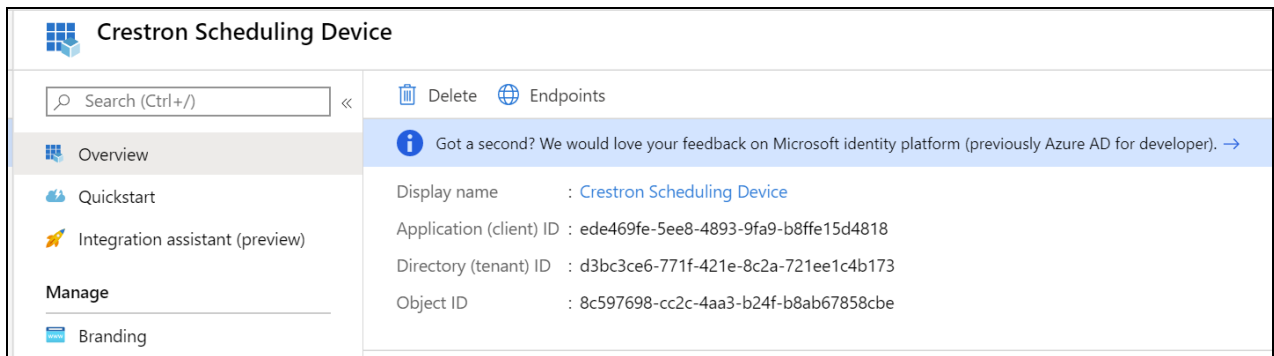 Crestron Scheduling Device
Search (Ctrl+/)
«
Overview
Quickstart
Integration assistant (preview)
Manage
www
Branding
Delete
Endpoints
Got a second? We would love your feedback on Microsoft identity platform (previously Azure AD for developer). →
Display name : Crestron Scheduling Device
Application (client) ID : ede469fe-5ee8-4893-9fa9-b8ffe15d4818
Directory (tenant) ID : d3bc3ce6-771f-421e-8c2a-721ee1c4b173
Object ID : 8c597698-cc2c-4aa3-b24f-b8ab67858cbe